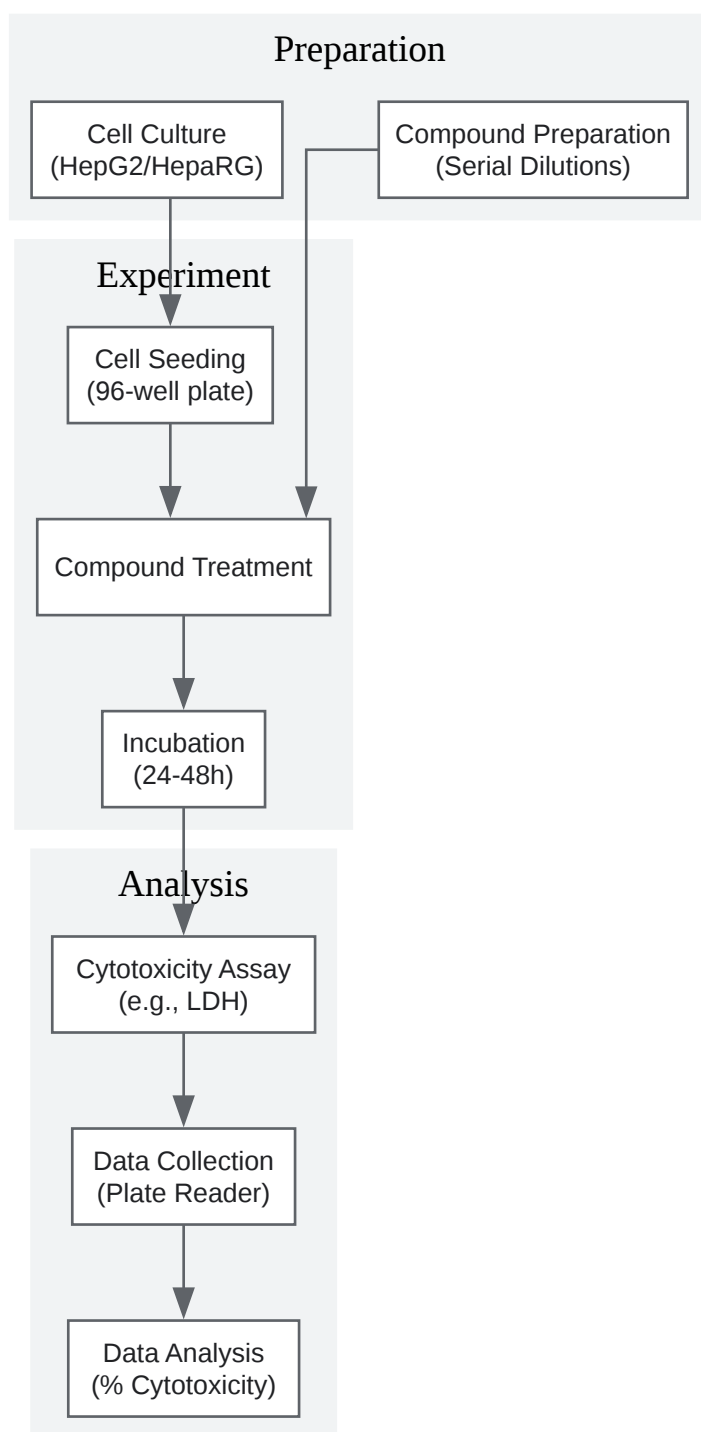 Preparation
Cell Culture
(HepG2/HepaRG)
Compound Preparation
(Serial Dilutions)
Experiment
Cell Seeding
(96-well plate)
Compound Treatment
Incubation
(24-48h)
Analysis
Cytotoxicity Assay
(e.g., LDH)
Data Collection
(Plate Reader)
Data Analysis
(% Cytotoxicity)